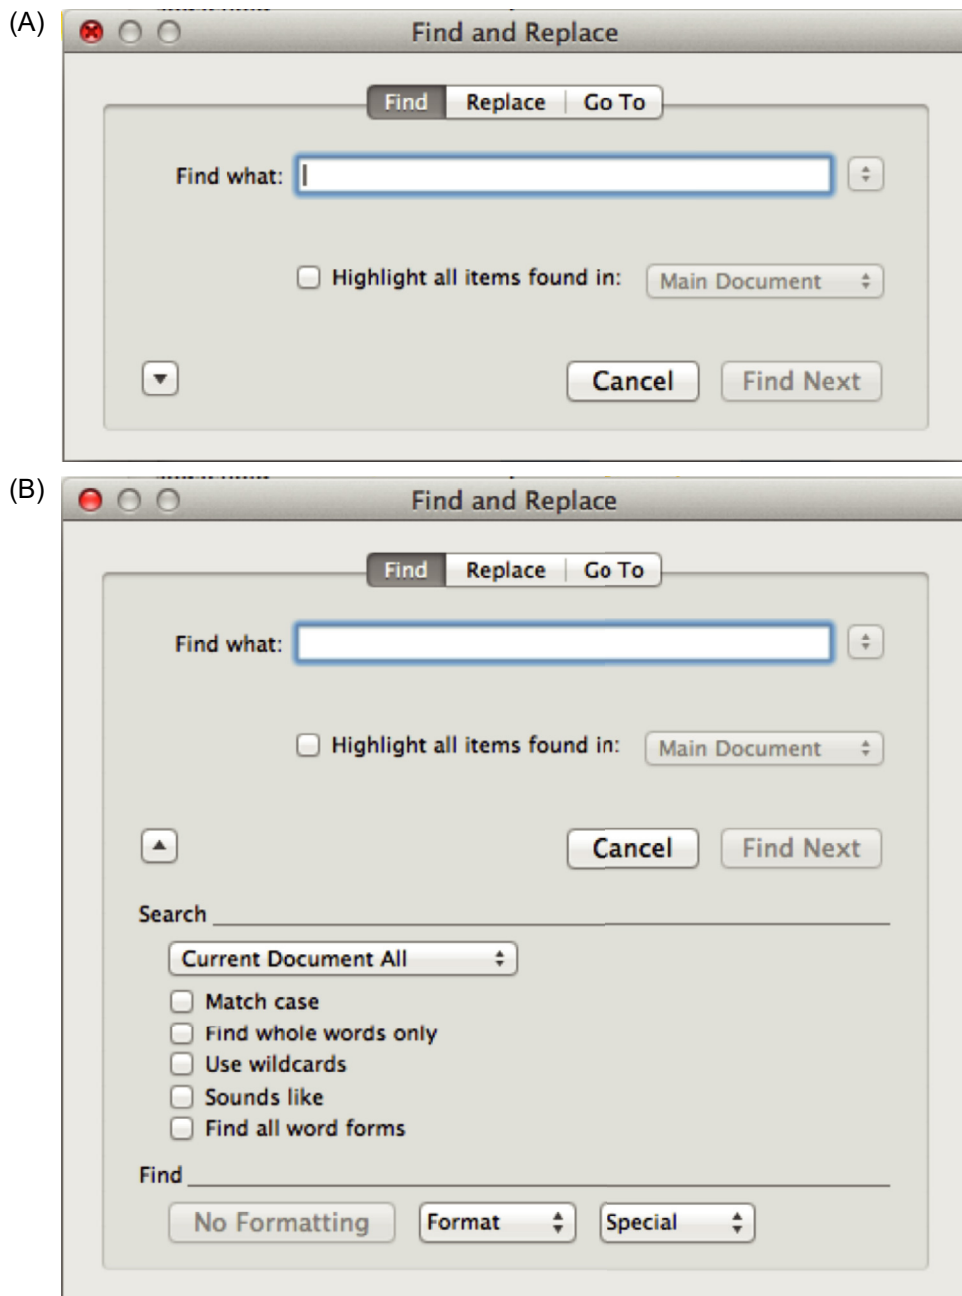 (A)
Find and Replace
Find Replace Go To
Find what:
Highlight all items found in: Main Document
Cancel Find Next
(B)
Find and Replace
Find Replace Go To
Find what:
Highlight all items found in: Main Document
Cancel Find Next
Search
Current Document All
Match case
Find whole words only
Use wildcards
Sounds like
Find all word forms
Find
No Formatting Format Special